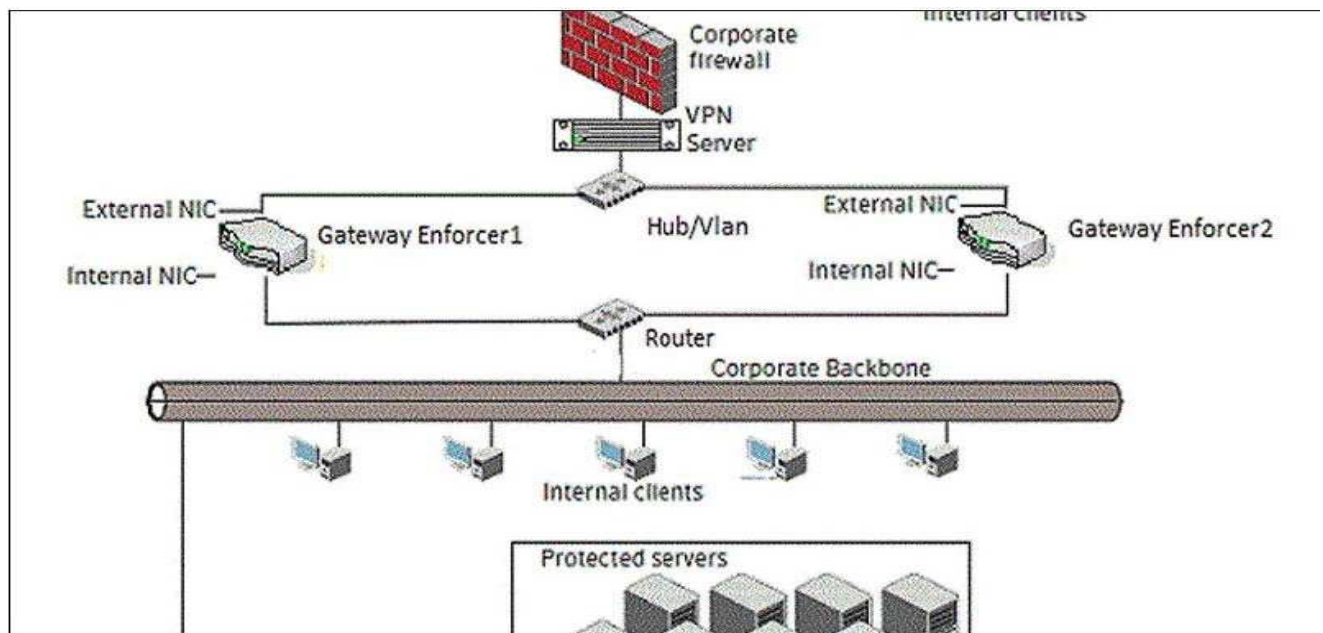 Internal clients
Corporate
firewall
VPN
Server
External NIC
Gateway Enforcer1
Internal NIC
Hub/Vlan
External NIC
Gateway Enforcer2
Internal NIC
Router
Corporate Backbone
Internal clients
Protected servers